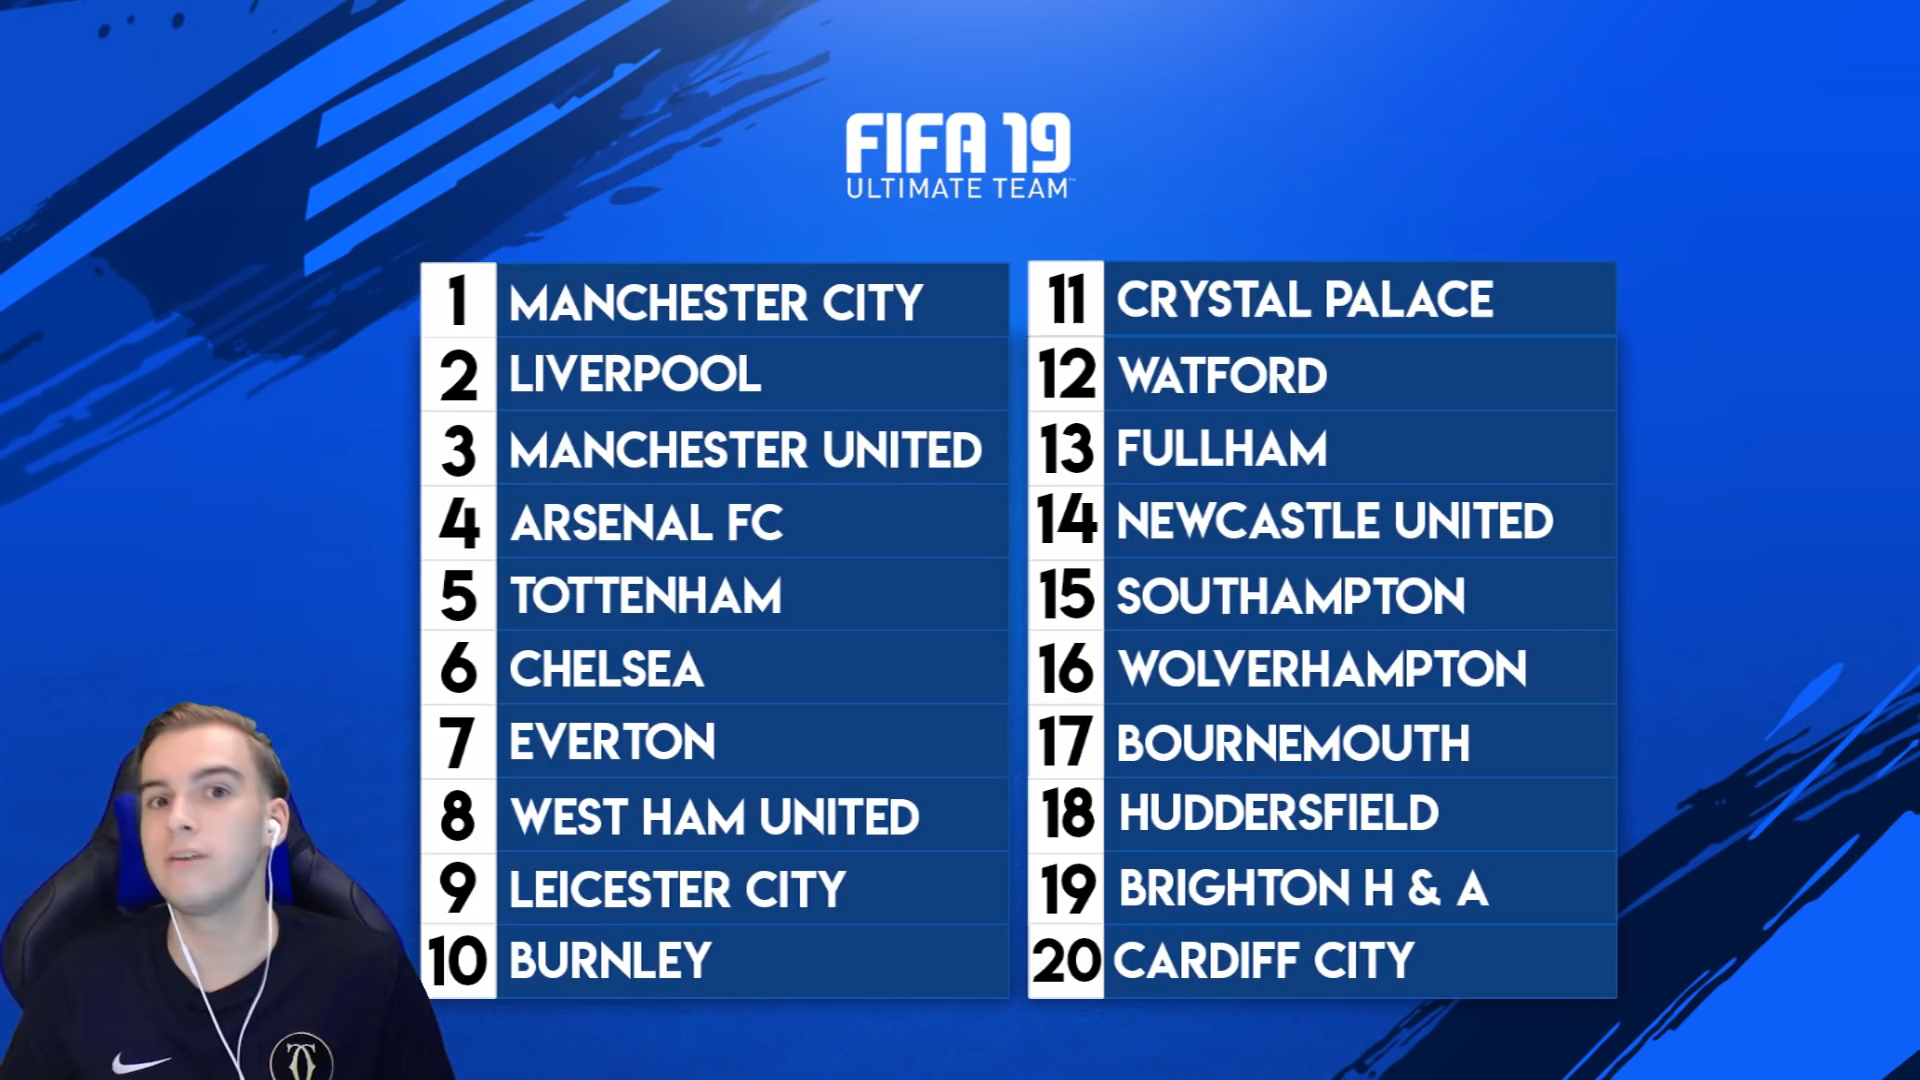 FIFA 19
ULTIMATE TEAM™
1 MANCHESTER CITY
2 LIVERPOOL
3 MANCHESTER UNITED
4 ARSENAL FC
5 TOTTENHAM
6 CHELSEA
7 EVERTON
8 WEST HAM UNITED
9 LEICESTER CITY
10 BURNLEY
11 CRYSTAL PALACE
12 WATFORD
13 FULLHAM
14 NEWCASTLE UNITED
15 SOUTHAMPTON
16 WOLVERHAMPTON
17 BOURNEMOUTH
18 HUDDERSFIELD
19 BRIGHTON H & A
20 CARDIFF CITY